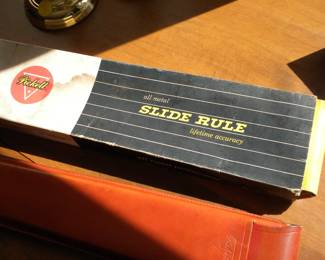 Pickett
all metal
SLIDE RULE
lifetime accuracy